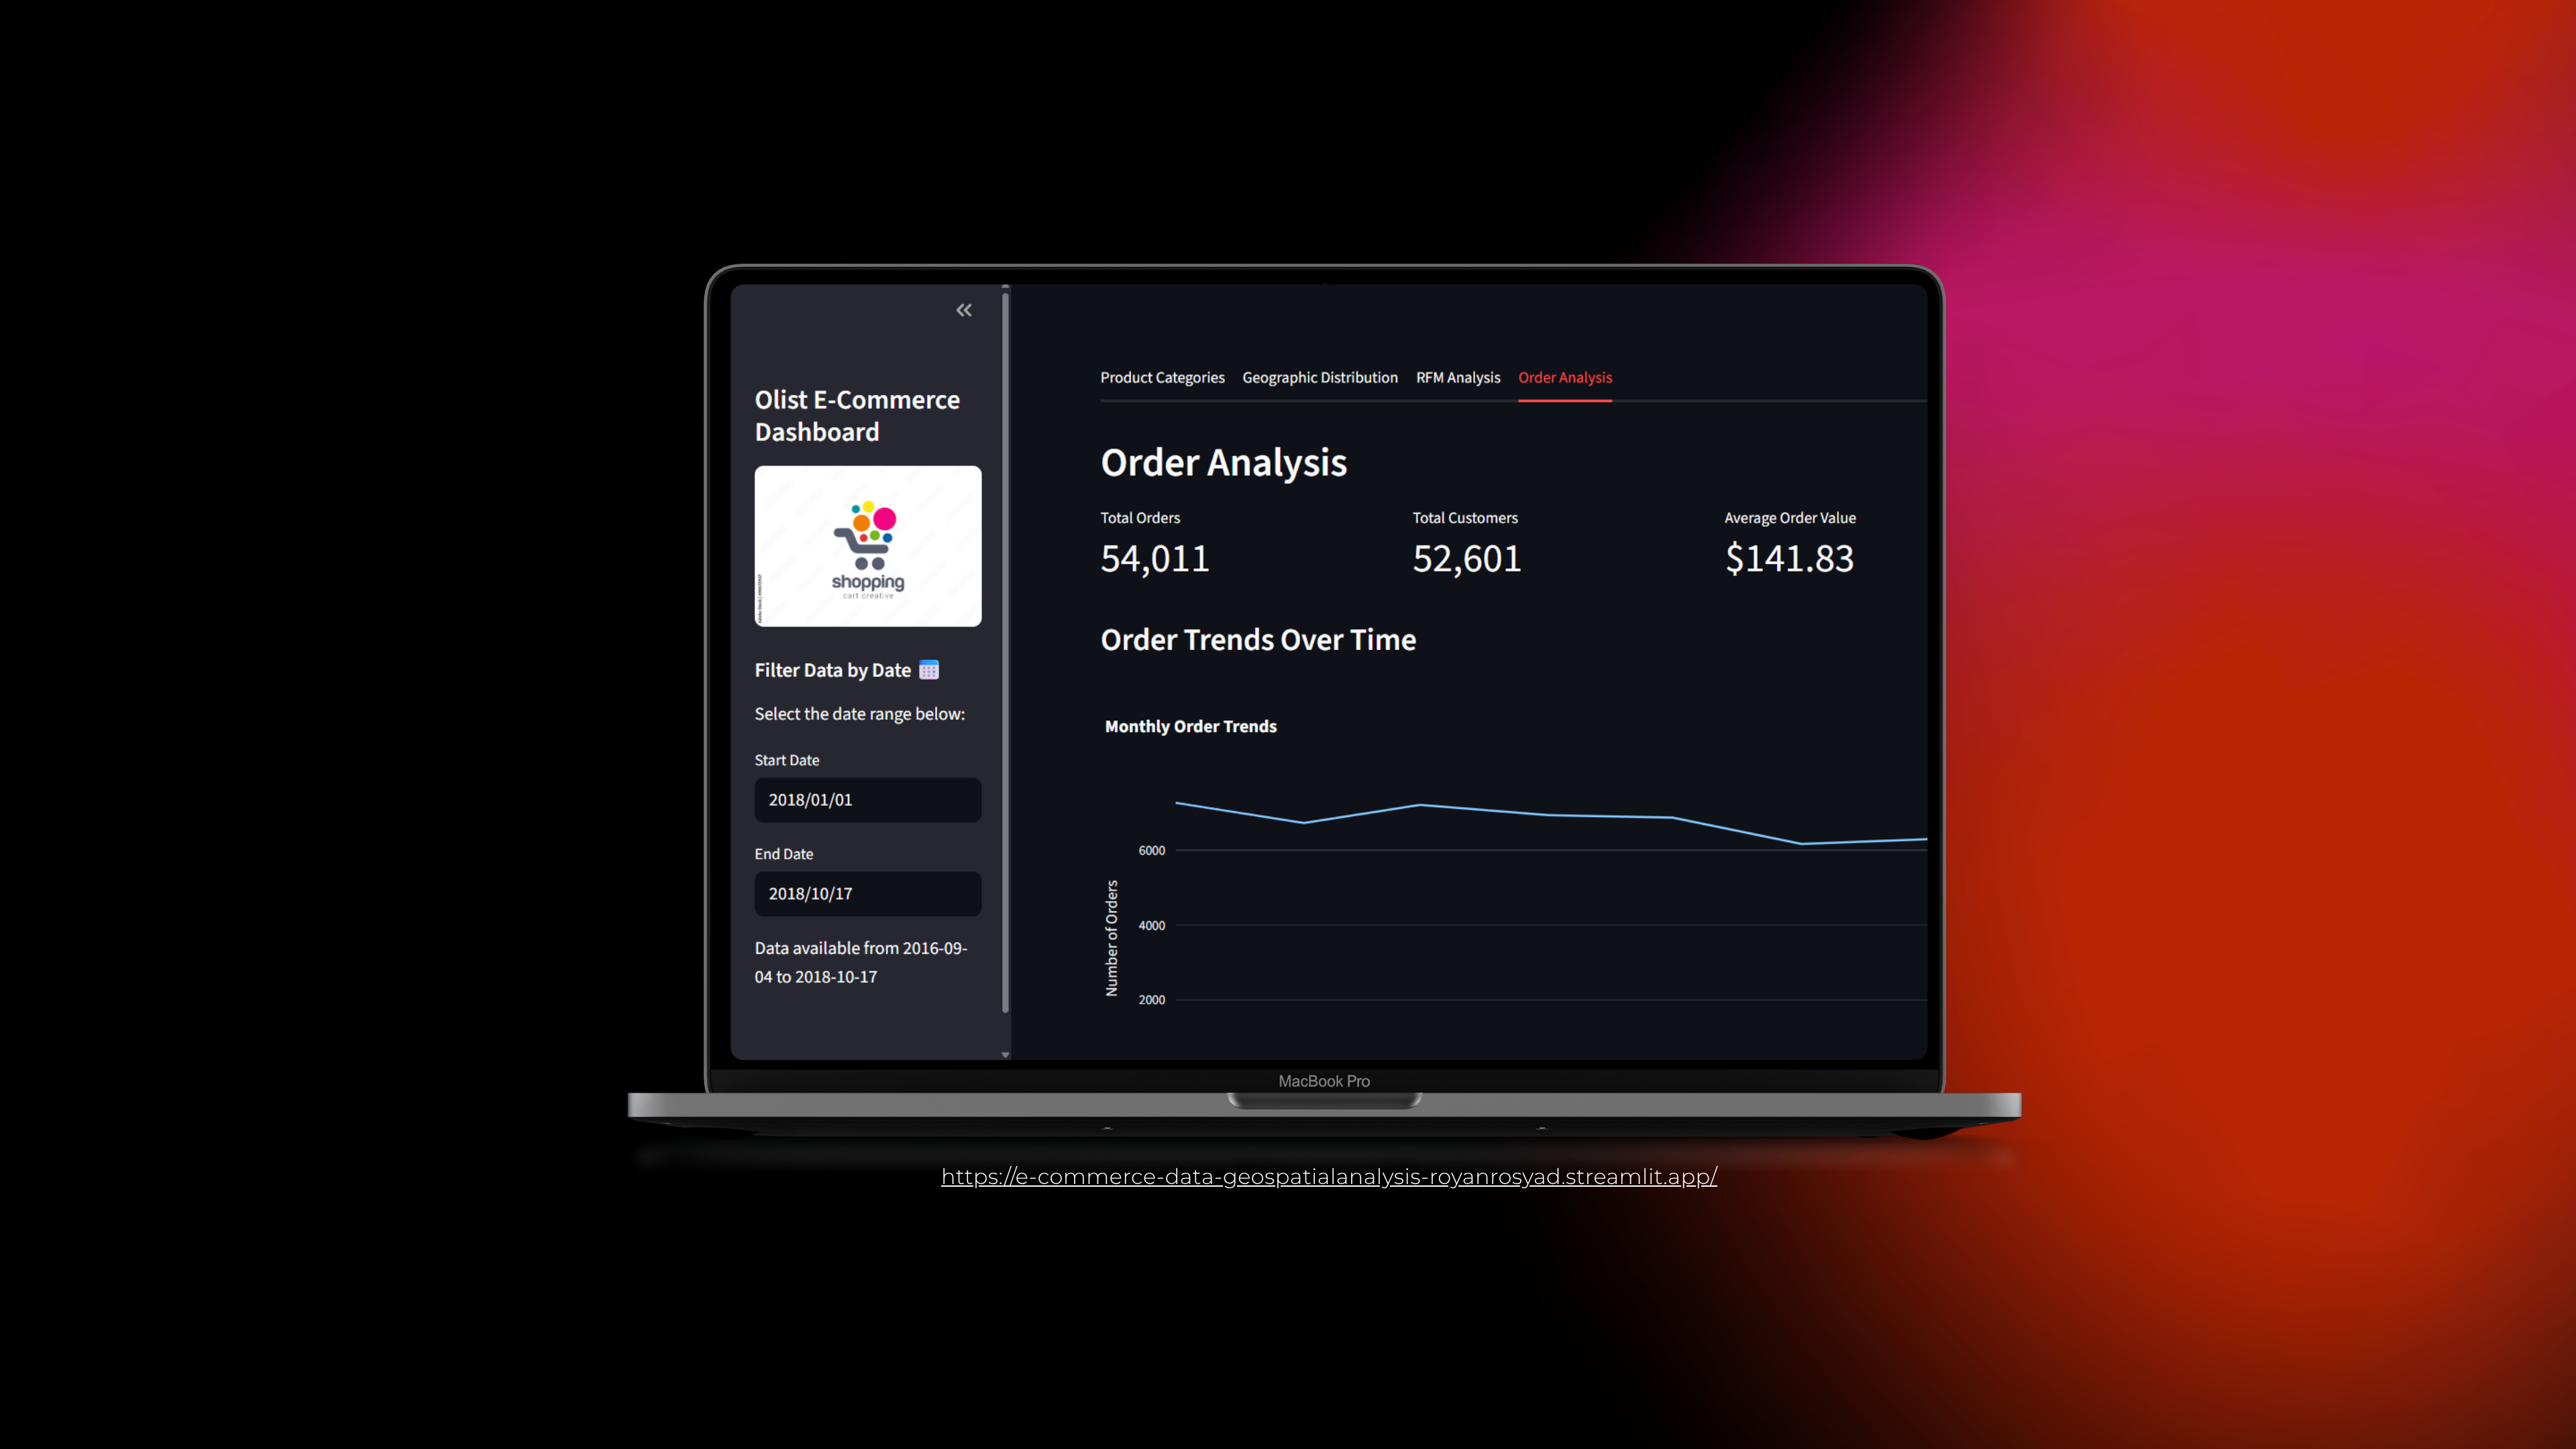 Olist E-Commerce
Dashboard
shopping
cart creative
Filter Data by Date
Select the date range below:
Start Date
2018/01/01
End Date
2018/10/17
Data available from 2016-09-
04 to 2018-10-17
Product Categories Geographic Distribution RFM Analysis Order Analysis
Order Analysis
Total Orders Total Customers Average Order Value
54,011 52,601 $141.83
Order Trends Over Time
Monthly Order Trends
Number of Orders
6000
4000
2000
MacBook Pro
https://e-commerce-data-geospatialanalysis-royanrosyad.streamlit.app/